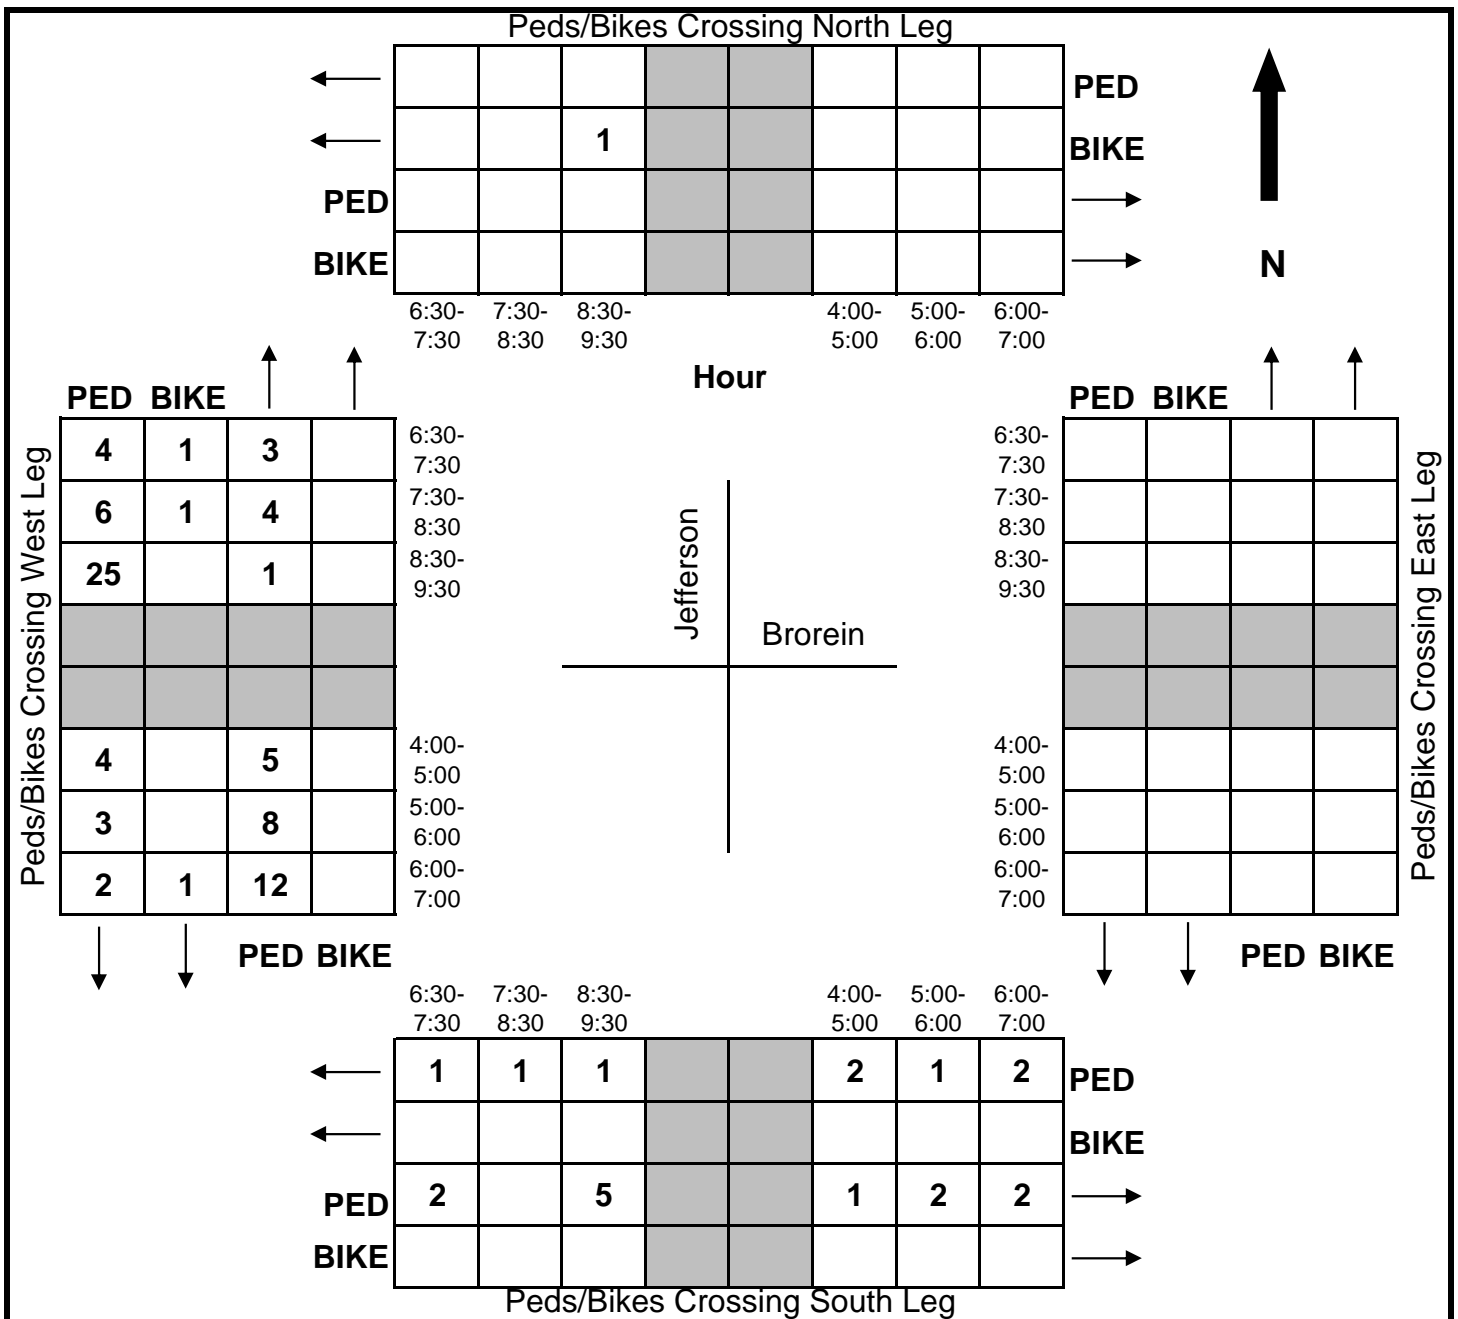 Peds/Bikes Crossing North Leg
PED
1 BIKE
PED
BIKE N
6:30- 7:30- 8:30- 4:00- 5:00- 6:00-
7:30 8:30 9:30 5:00 6:00 7:00
Hour
PED BIKE
PED BIKE
Peds/Bikes Crossing West Leg
4 1 3
6 1 4
25 1
4 5
3 8
2 1 12
6:30-
7:30
7:30-
8:30
8:30-
9:30
4:00-
5:00
5:00-
6:00
6:00-
7:00
PED BIKE
Jefferson
Brorein
6:30-
7:30
7:30-
8:30
8:30-
9:30
4:00-
5:00
5:00-
6:00
6:00-
7:00
Peds/Bikes Crossing East Leg
PED BIKE
6:30- 7:30- 8:30- 4:00- 5:00- 6:00-
7:30 8:30 9:30 5:00 6:00 7:00
1 1 1 2 1 2 PED
BIKE
PED 2 5 1 2 2
BIKE
Peds/Bikes Crossing South Leg